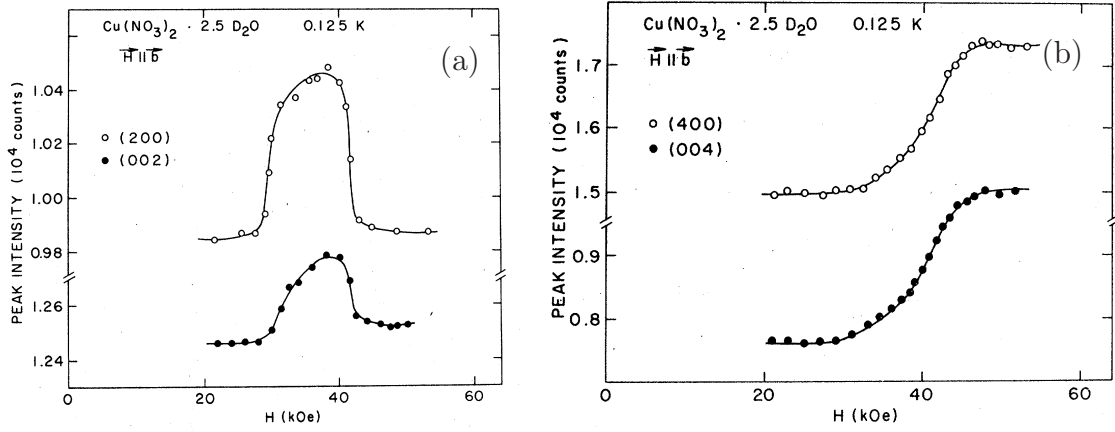 Cu(NO3)2 · 2.5 D2O 0.125 K
H ll b
(a)
(200)
(002)
PEAK INTENSITY (10^4 counts)
1.04
1.02
1.00
0.98
1.26
1.24
0 20 40 60
H (kOe)
Cu(NO3)2 · 2.5 D2O 0.125 K
H ll b
(b)
(400)
(004)
PEAK INTENSITY (10^4 counts)
1.7
1.6
1.5
0.9
0.8
0 20 40 60
H (kOe)